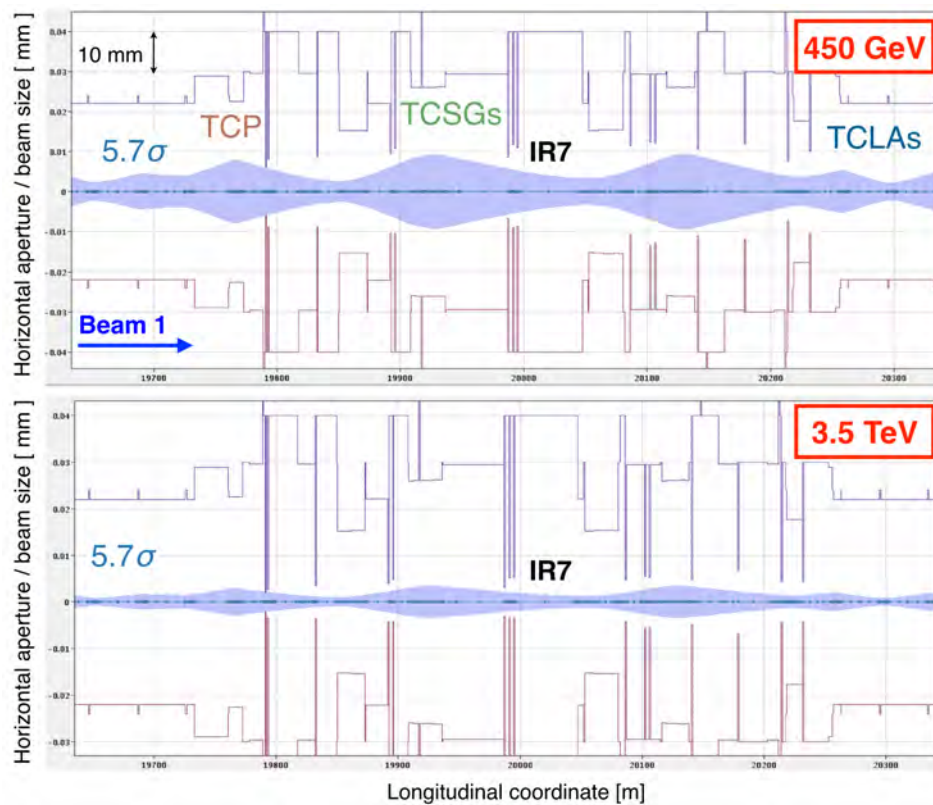 Horizontal aperture / beam size [ mm ]
0.04
0.03
0.02
0.01
0
-0.01
-0.02
-0.03
-0.04
10 mm
450 GeV
TCP
TCSGs
TCLAs
5.7σ
IR7
Beam 1
19700
19800
19900
20000
20100
20200
20300
Horizontal aperture / beam size [ mm ]
0.04
0.03
0.02
0.01
0
-0.01
-0.02
-0.03
3.5 TeV
5.7σ
IR7
19700
19800
19900
20000
20100
20200
20300
Longitudinal coordinate [m]